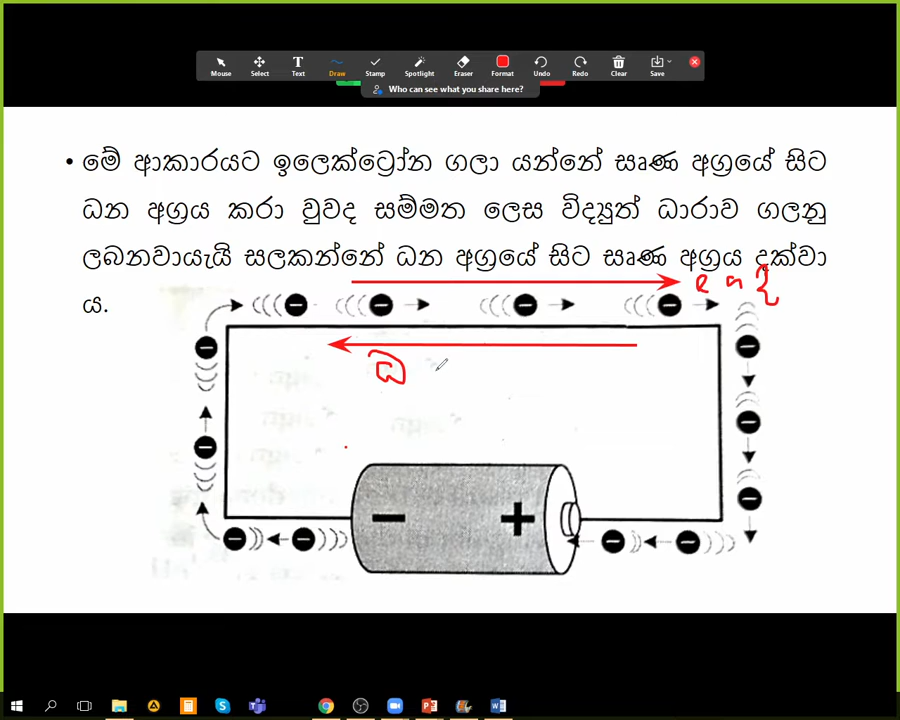 Mouse Select Text Draw Stamp Spotlight Eraser Format Undo Redo Clear Save
Who can see what you share here?
• මේ ආකාරයට ඉලෙක්ට්‍රෝන ගලා යන්නේ සෘණ අග්‍රයේ සිට
ධන අග්‍රය කරා වුවද සම්මත ලෙස විද්‍යුත් ධාරාව ගලනු
ලබනවායැයි සලකන්නේ ධන අග්‍රයේ සිට සෘණ අග්‍රය දක්වා
ය.
− +